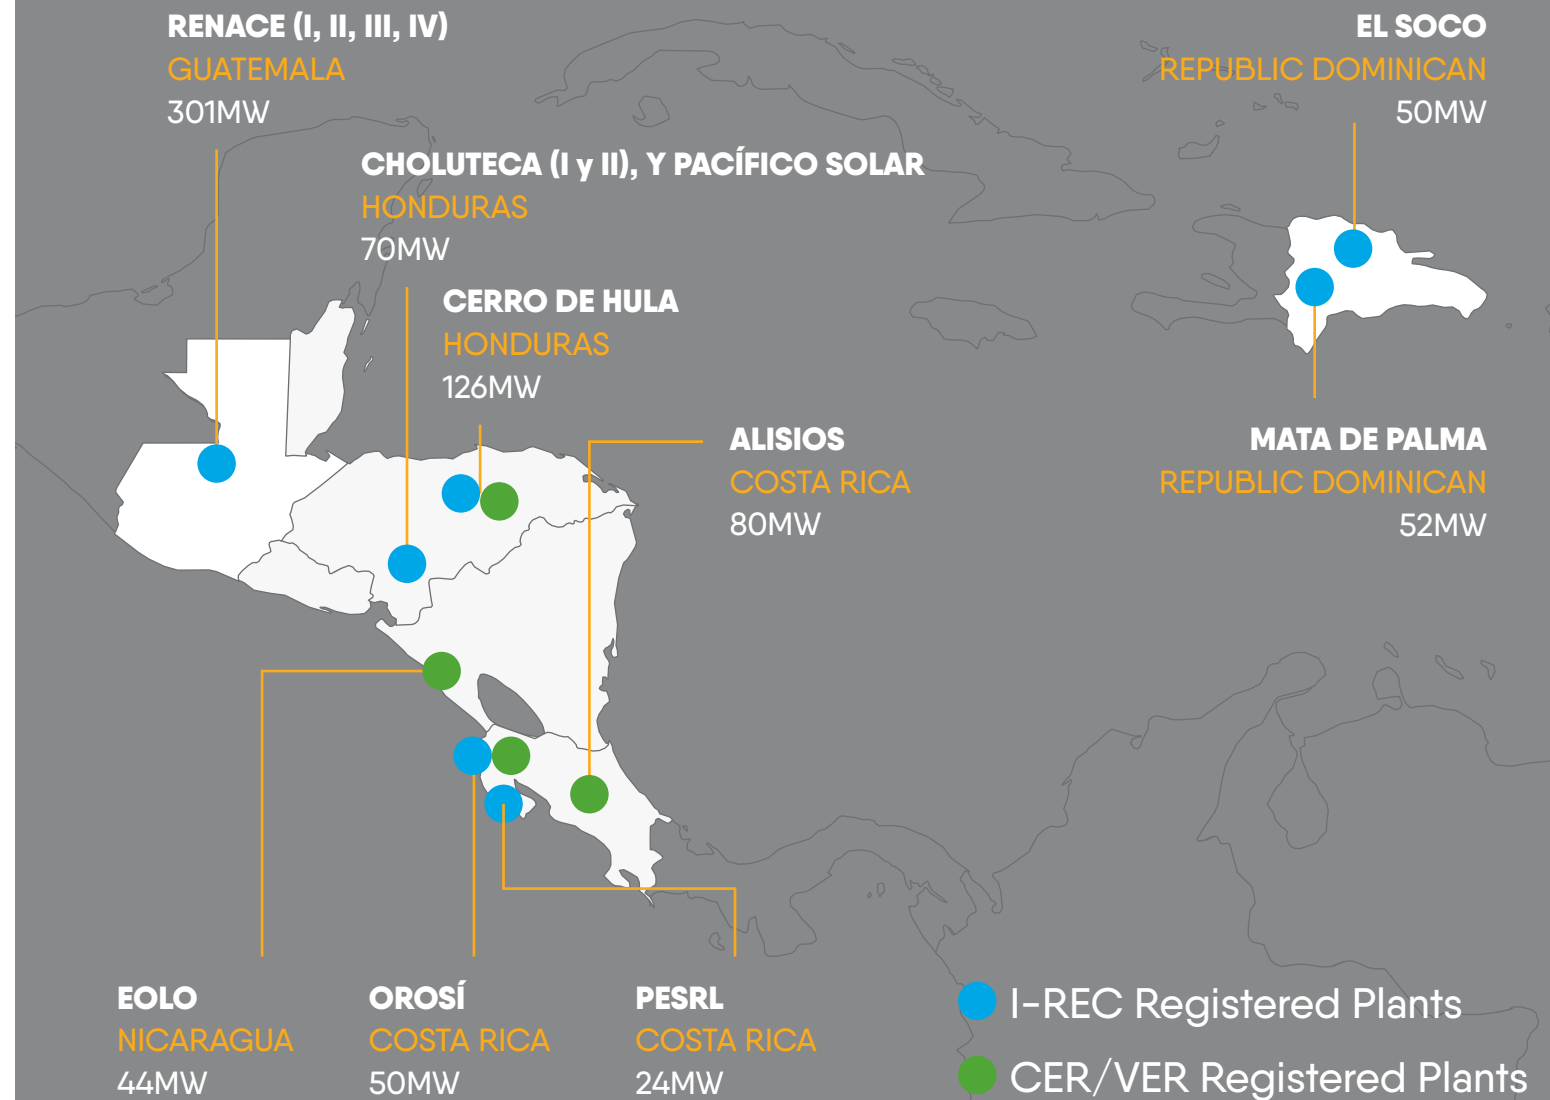 RENACE (I, II, III, IV)
GUATEMALA
301MW
EL SOCO
REPUBLIC DOMINICAN
50MW
CHOLUTECA (I y II), Y PACÍFICO SOLAR
HONDURAS
70MW
CERRO DE HULA
HONDURAS
126MW
ALISIOS
COSTA RICA
80MW
MATA DE PALMA
REPUBLIC DOMINICAN
52MW
EOLO
NICARAGUA
44MW
OROSÍ
COSTA RICA
50MW
PESRL
COSTA RICA
24MW
I-REC Registered Plants
CER/VER Registered Plants